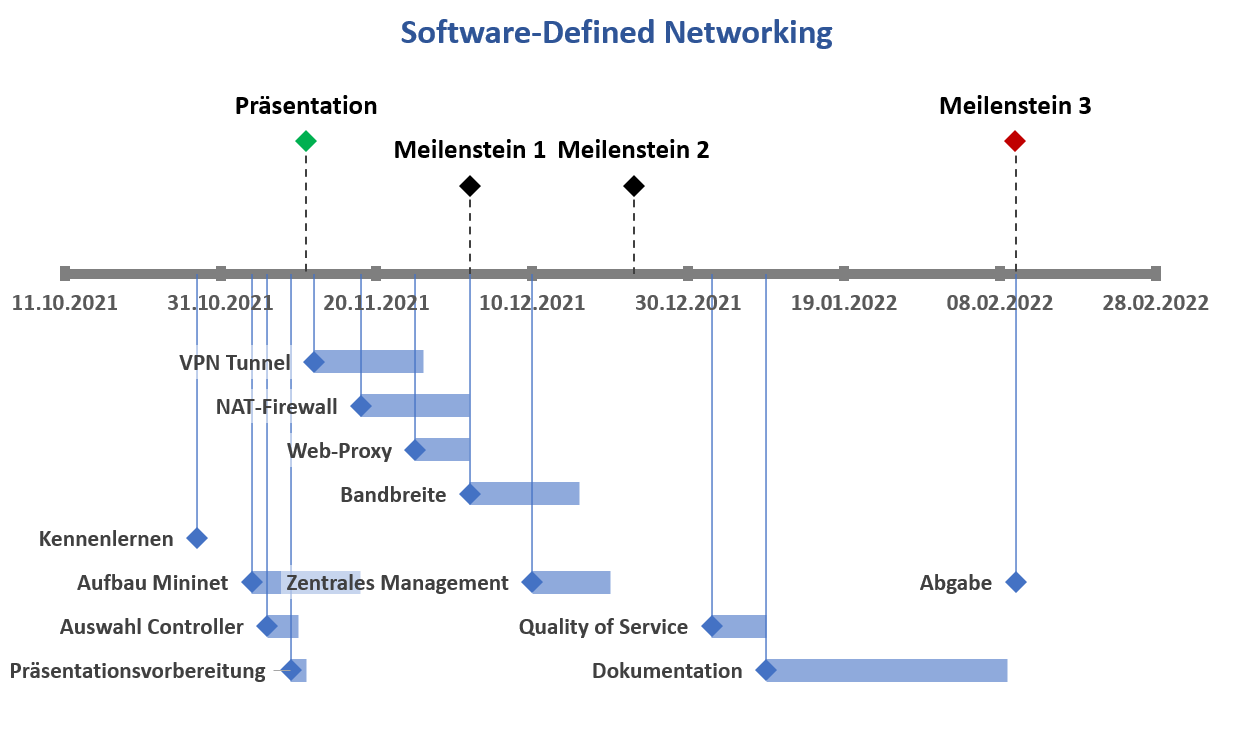 Software-Defined Networking
Präsentation
Meilenstein 3
Meilenstein 1
Meilenstein 2
11.10.2021
31.10.2021
20.11.2021
10.12.2021
30.12.2021
19.01.2022
08.02.2022
28.02.2022
VPN Tunnel
NAT-Firewall
Web-Proxy
Bandbreite
Kennenlernen
Aufbau Mininet
Zentrales Management
Abgabe
Auswahl Controller
Quality of Service
Präsentationsvorbereitung
Dokumentation